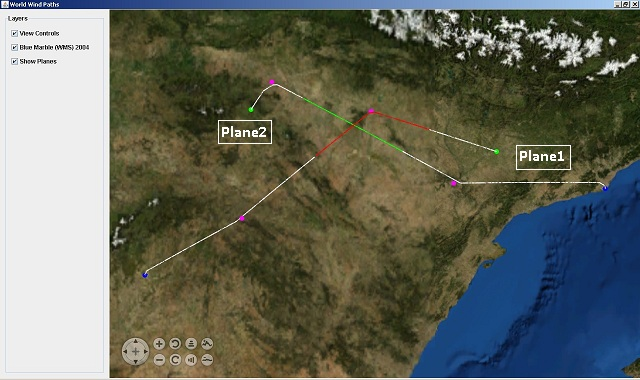 World Wind Paths
Layers
View Controls
Blue Marble (WMS) 2004
Show Planes
Plane2
Plane1